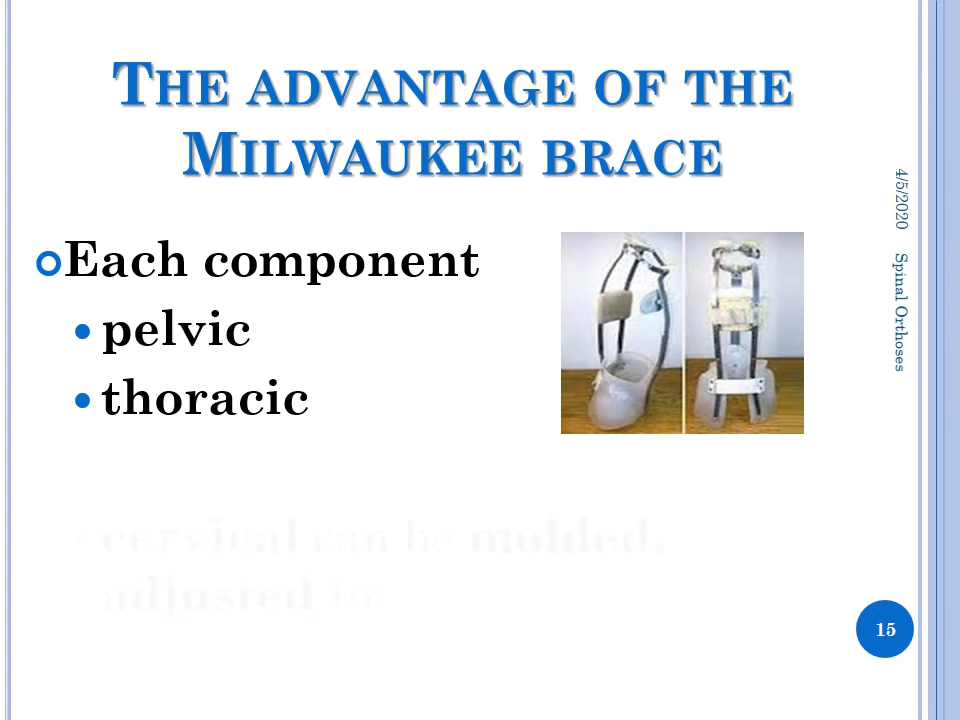 The advantage of the
Milwaukee brace
Each component
pelvic
thoracic
cervical can be molded,
adjusted to
4/5/2020
Spinal Orthoses
15